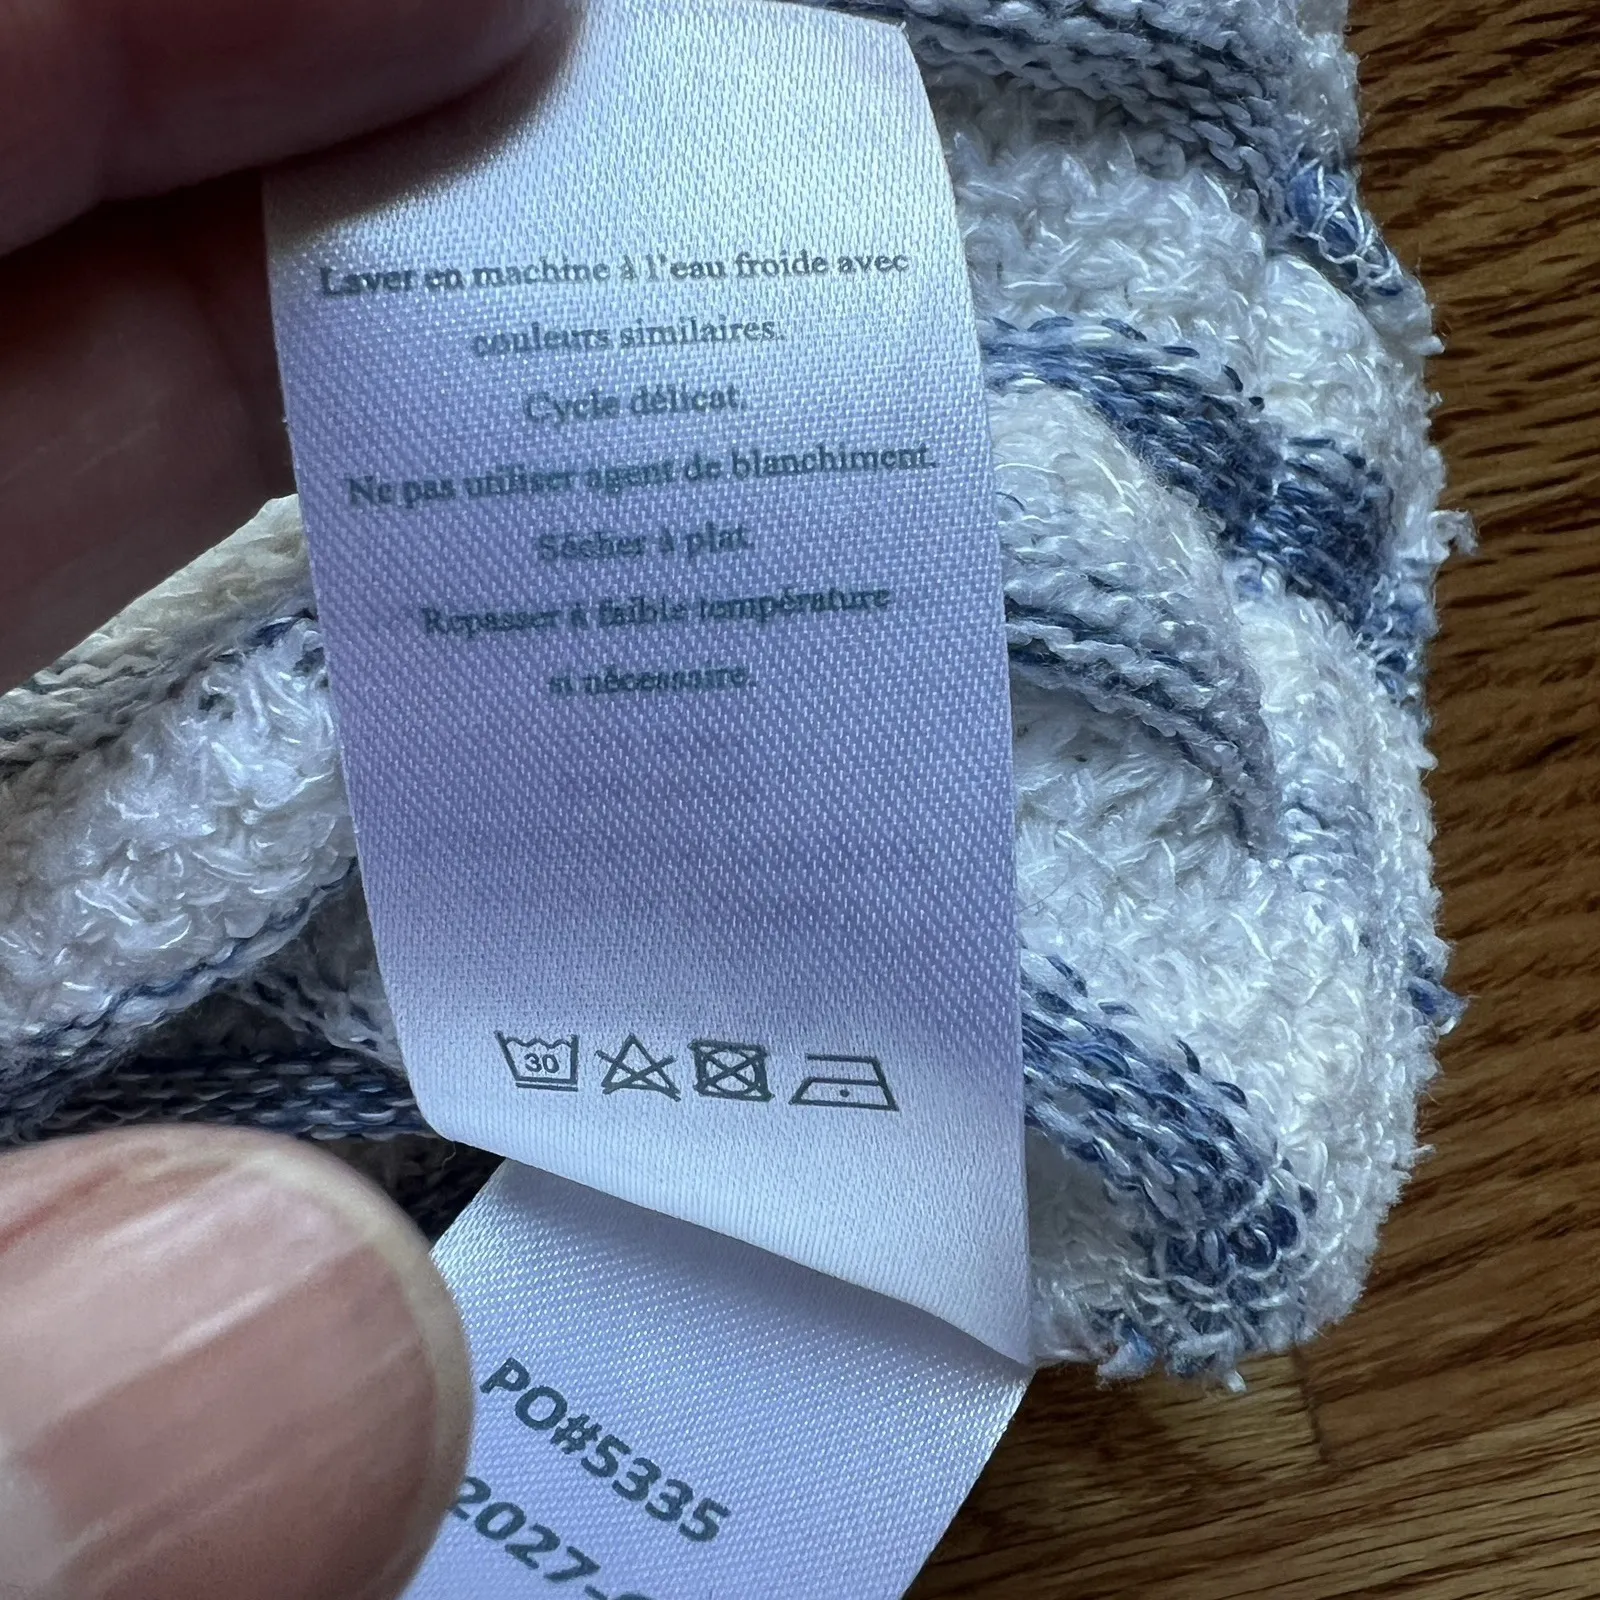 Laver en machine à l'eau froide avec
couleurs similaires.
Cycle délicat.
Ne pas utiliser agent de blanchiment.
Sécher à plat
Repasser à faible température
si nécessaire.
30
PO#5335
2027-